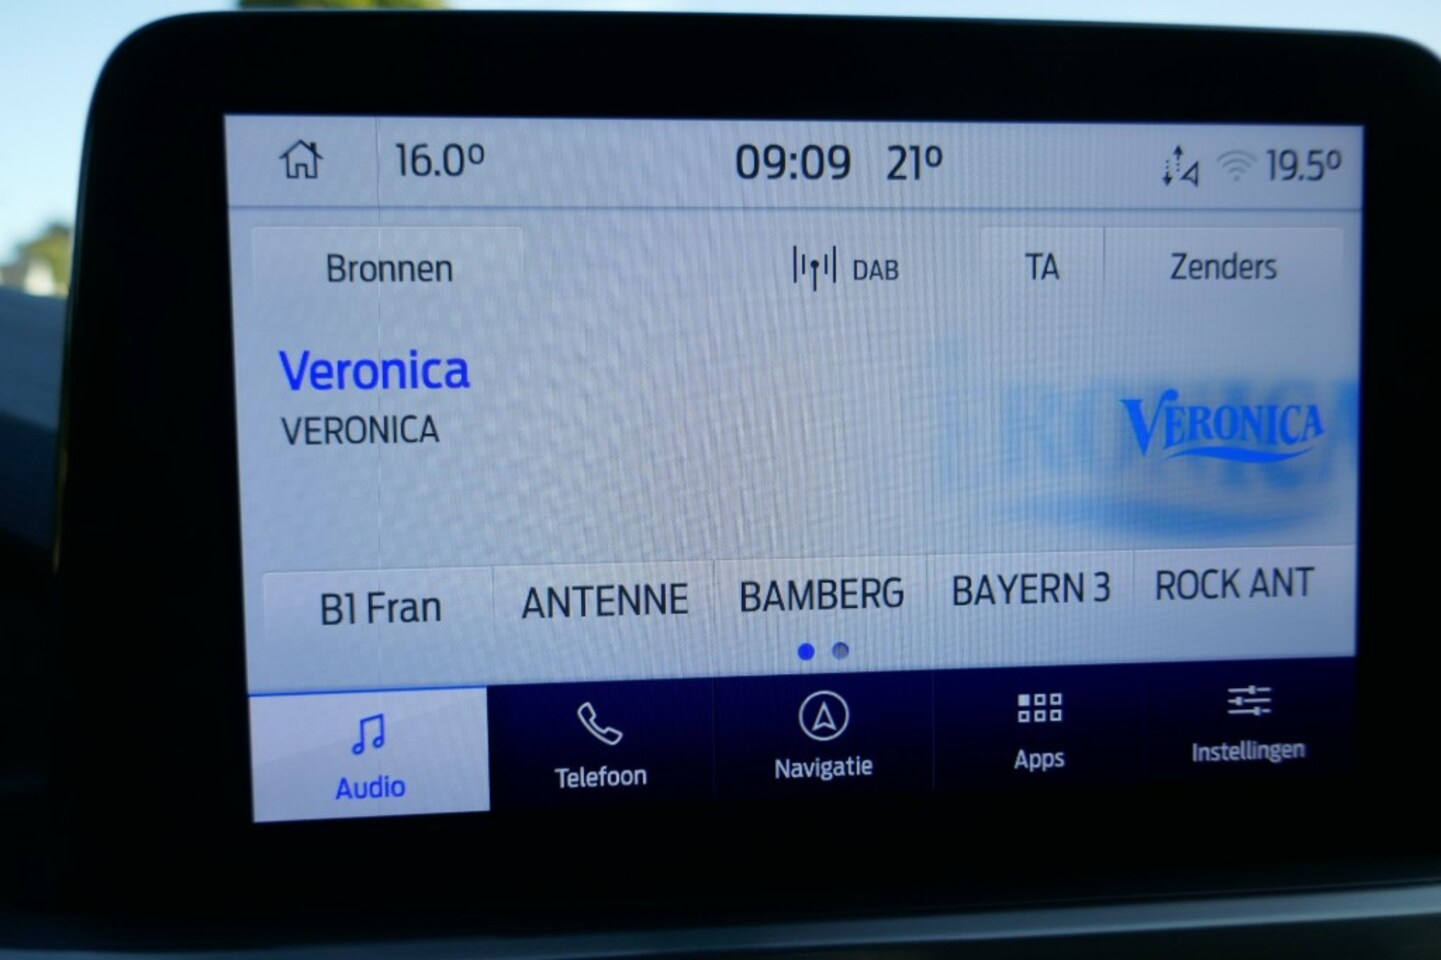 16.0º 09:09 21º 19.5º
Bronnen DAB TA Zenders
Veronica
VERONICA
VERONICA
B1 Fran ANTENNE BAMBERG BAYERN 3 ROCK ANT
Audio Telefoon Navigatie Apps Instellingen